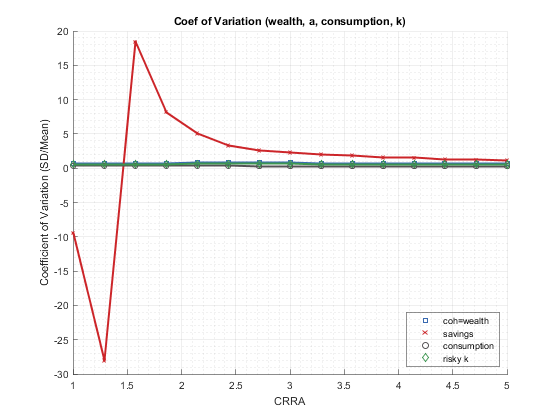 Coef of Variation (wealth, a, consumption, k)
Coefficient of Variation (SD/Mean)
20
15
10
5
0
-5
-10
-15
-20
-25
-30
1
1.5
2
2.5
3
3.5
4
4.5
5
CRRA
coh=wealth
savings
consumption
risky k